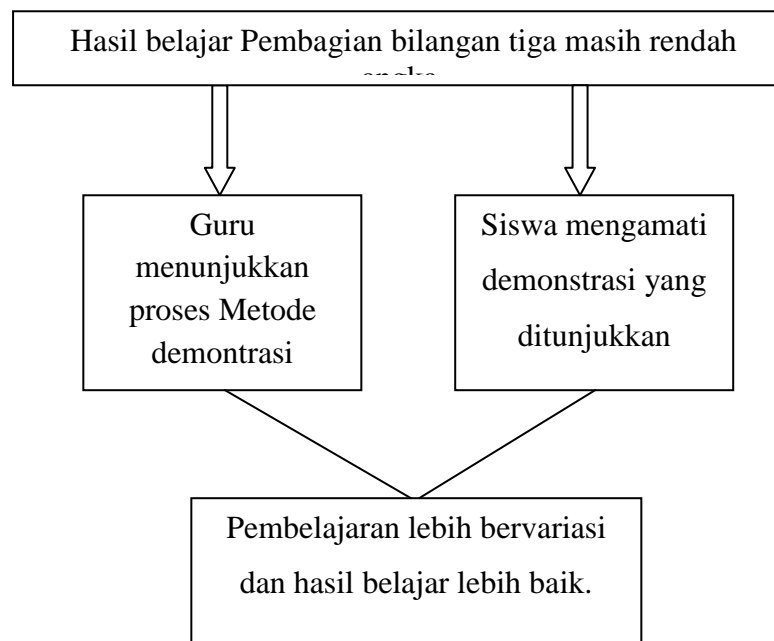 Hasil belajar Pembagian bilangan tiga masih rendah
Guru
menunjukkan
proses Metode
demontrasi
Siswa mengamati
demonstrasi yang
ditunjukkan
Pembelajaran lebih bervariasi
dan hasil belajar lebih baik.